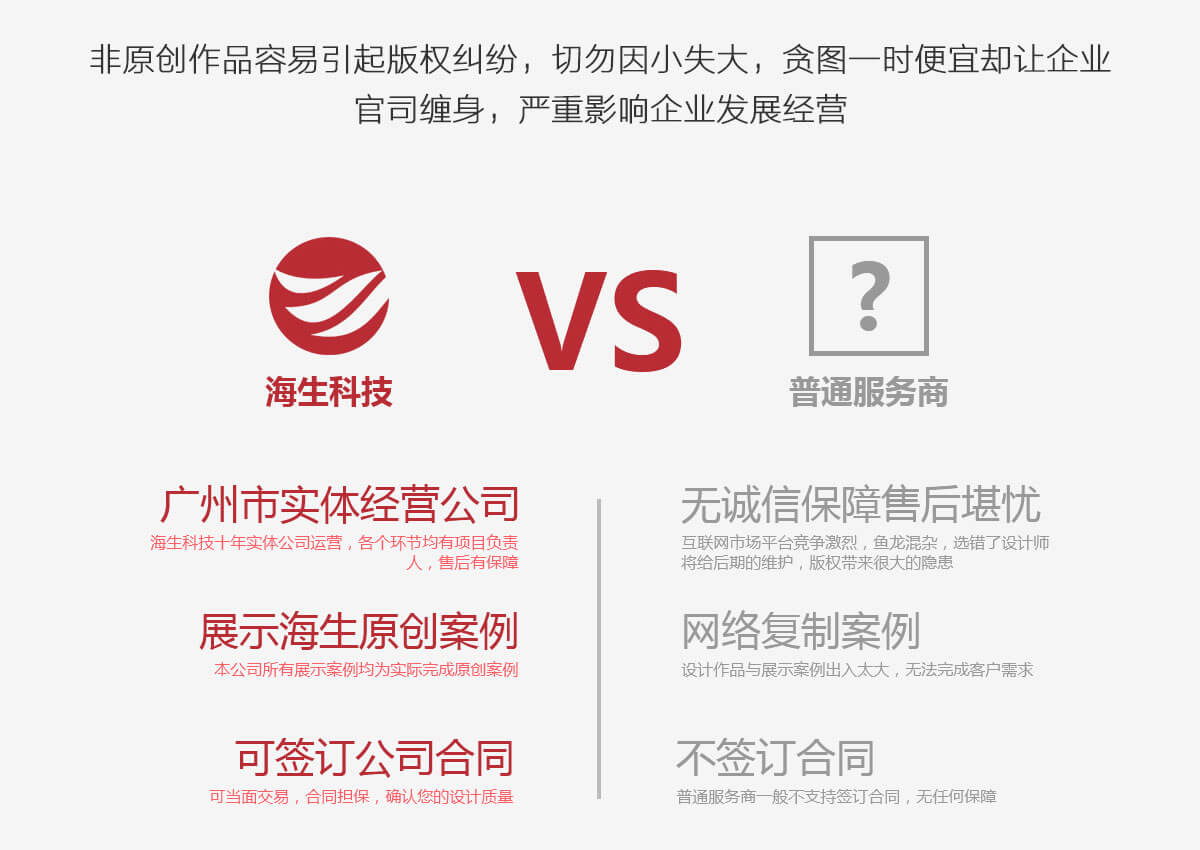 非原创作品容易引起版权纠纷，切勿因小失大，贪图一时便宜却让企业
官司缠身，严重影响企业发展经营
VS
?
海生科技
普通服务商
广州市实体经营公司
海生科技十年实体公司运营，各个环节均有项目负责
人，售后有保障
展示海生原创案例
本公司所有展示案例均为实际完成原创案例
可签订公司合同
可当面交易，合同担保，确认您的设计质量
无诚信保障售后堪忧
互联网市场平台竞争激烈，鱼龙混杂，选错了设计师
将给后期的维护，版权带来很大的隐患
网络复制案例
设计作品与展示案例出入太大，无法完成客户需求
不签订合同
普通服务商一般不支持签订合同，无任何保障